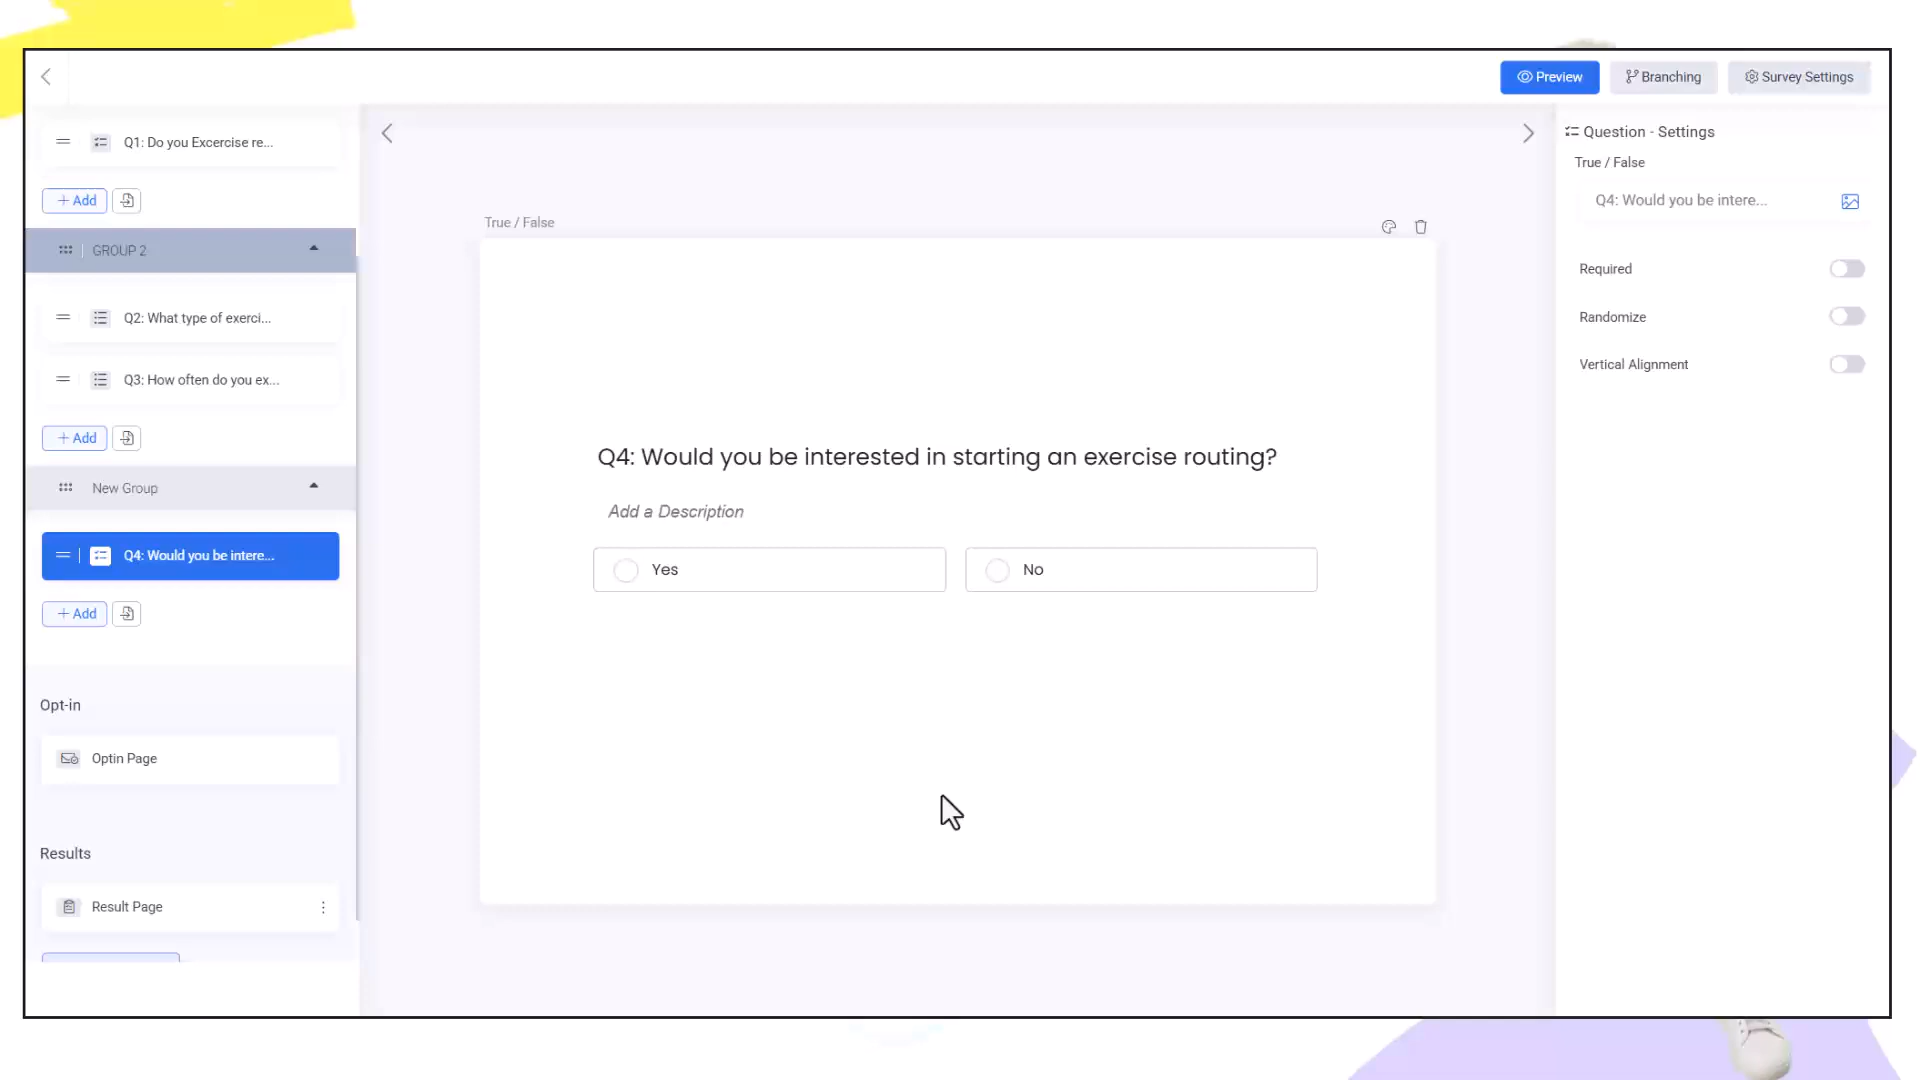 Preview
Branching
Survey Settings
Q1: Do you Excercise re...
+ Add
GROUP 2
Q2: What type of exerci...
Q3: How often do you ex...
+ Add
New Group
Q4: Would you be intere...
+ Add
Opt-in
Optin Page
Results
Result Page
True / False
Q4: Would you be interested in starting an exercise routing?
Add a Description
Yes
No
Question - Settings
True / False
Q4: Would you be intere...
Required
Randomize
Vertical Alignment